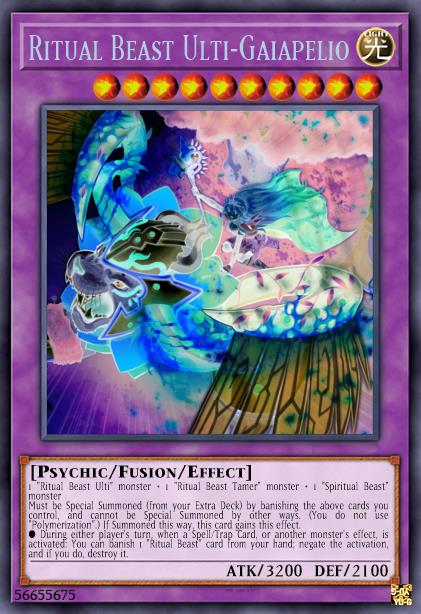 RITUAL BEAST ULTI-GAIAPELIO
LIGHT
光
[PSYCHIC/FUSION/EFFECT]
1 "Ritual Beast Ulti" monster + 1 "Ritual Beast Tamer" monster + 1 "Spiritual Beast"
monster
Must be Special Summoned (from your Extra Deck) by banishing the above cards you
control, and cannot be Special Summoned by other ways. (You do not use
"Polymerization".) If Summoned this way, this card gains this effect.
● During either player's turn, when a Spell/Trap Card, or another monster's effect, is
activated: You can banish 1 "Ritual Beast" card from your hand; negate the activation,
and if you do, destroy it.
ATK/3200 DEF/2100
56655675